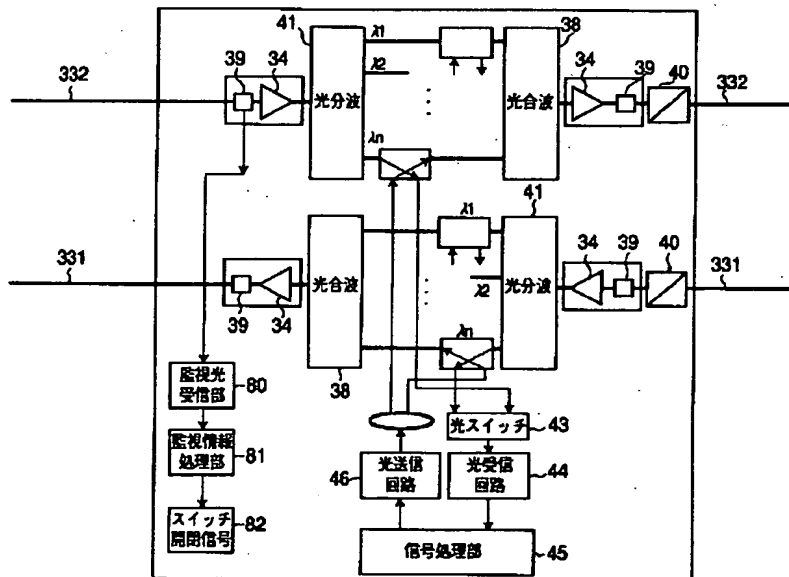 41
λ1
38
39
34
λ2
34
39
40
332
332
光分波
光合波
λn
41
λ1
331
34
39
40
331
光合波
λ2
光分波
39
34
λn
38
監視光
受信部
80
光スイッチ
43
監視情報
処理部
81
46
光送信
回路
光受信
回路
44
スイッチ
開閉信号
82
信号処理部
45